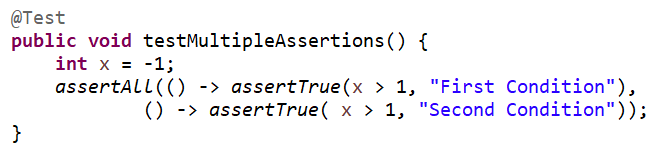 @Test
public void testMultipleAssertions() {
    int x = -1;
    assertAll(() -> assertTrue(x > 1, "First Condition"),
            () -> assertTrue( x > 1, "Second Condition"));
}